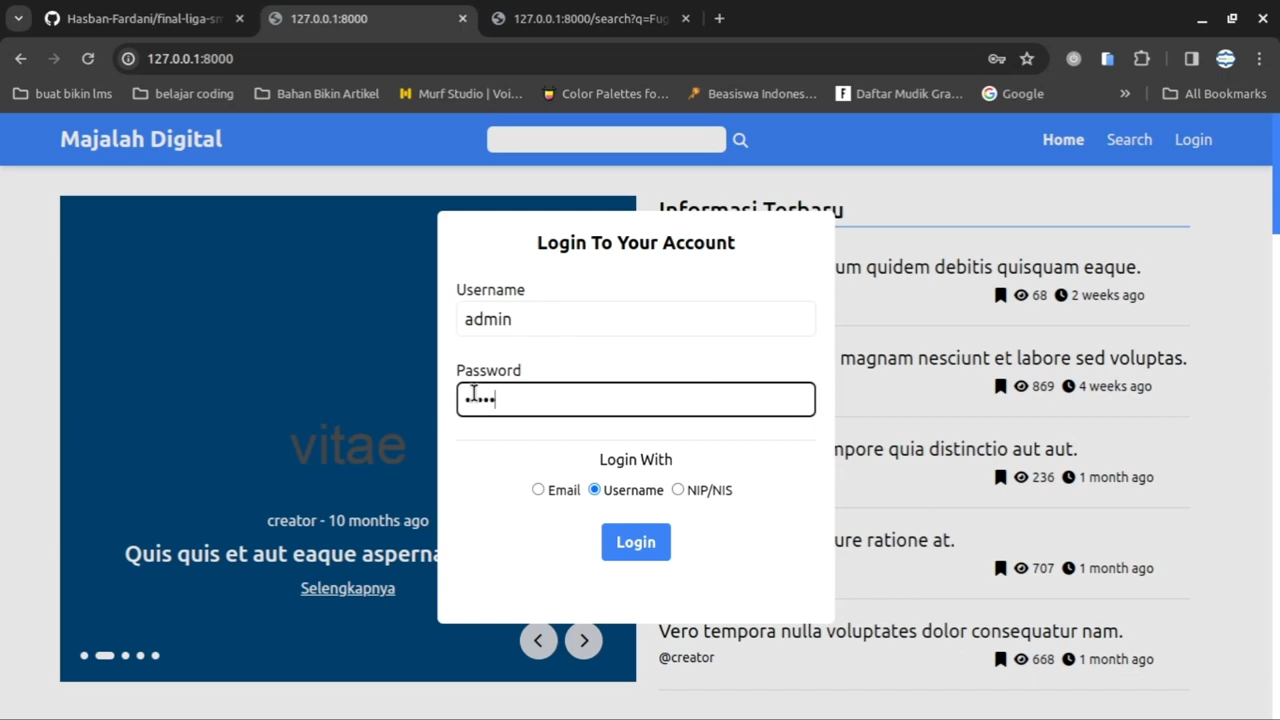 Hasban-Fardani/final-liga-sm
127.0.0.1:8000
127.0.0.1:8000/search?q=Fug
127.0.0.1:8000
buat bikin lms
belajar coding
Bahan Bikin Artikel
Murf Studio | Voi...
Color Palettes fo...
Beasiswa Indones...
Daftar Mudik Gra...
Google
»
All Bookmarks
Majalah Digital
Home
Search
Login
Informasi Terbaru
Login To Your Account
Username
admin
um quidem debitis quisquam eaque.
68
2 weeks ago
Password
magnam nesciunt et labore sed voluptas.
869
4 weeks ago
vitae
mpore quia distinctio aut aut.
236
1 month ago
Login With
Email
Username
NIP/NIS
creator - 10 months ago
Quis quis et aut eaque asperna
Selengkapnya
Login
ure ratione at.
707
1 month ago
Vero tempora nulla voluptates dolor consequatur nam.
@creator
668
1 month ago